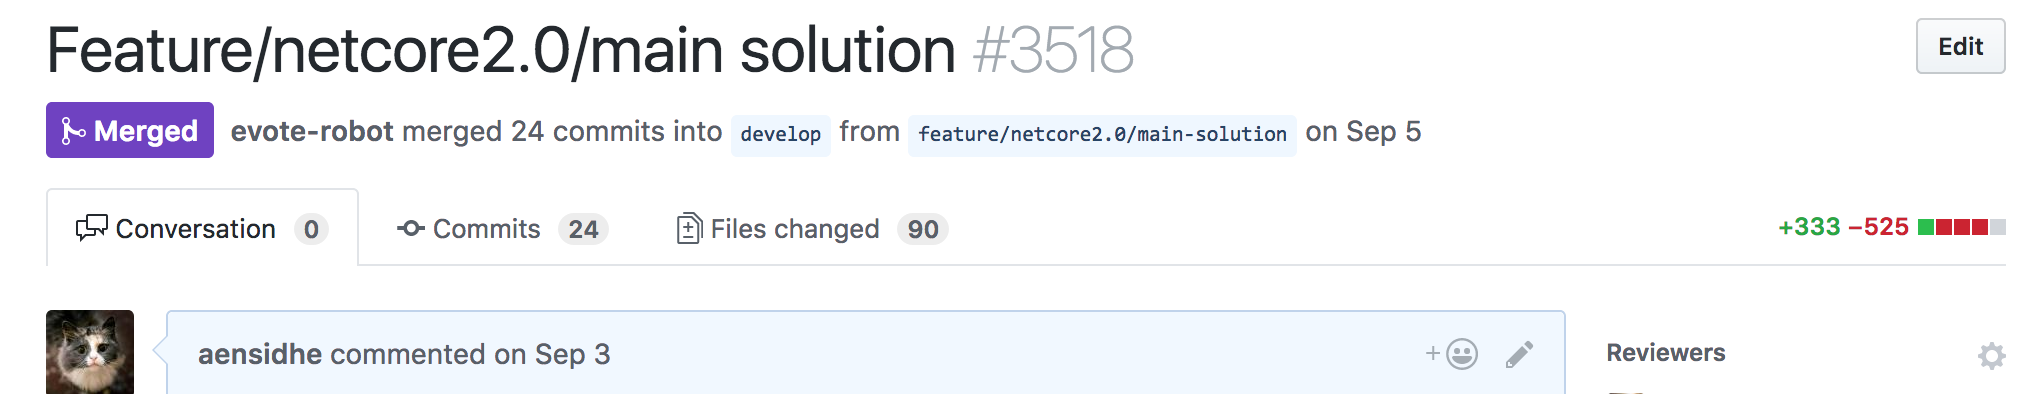 Feature/netcore2.0/main solution #3518
Edit
Merged evote-robot merged 24 commits into develop from feature/netcore2.0/main-solution on Sep 5
Conversation 0 Commits 24 Files changed 90
+333 −525
aensidhe commented on Sep 3
Reviewers